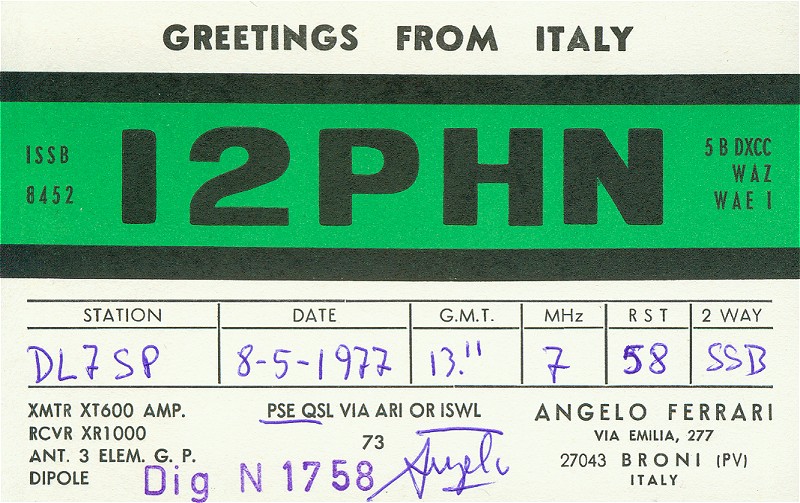 GREETINGS FROM ITALY
ISSB
8452
I2PHN
5 B DXCC
WAZ
WAE I
STATION DATE G.M.T. MHz RST 2 WAY
DL7SP 8-5-1977 13.11 7 58 SSB
XMTR XT600 AMP.
RCVR XR1000
ANT. 3 ELEM. G. P.
DIPOLE
PSE QSL VIA ARI OR ISWL
73
Angelo
Dig N 1758
ANGELO FERRARI
VIA EMILIA, 277
27043 BRONI (PV)
ITALY